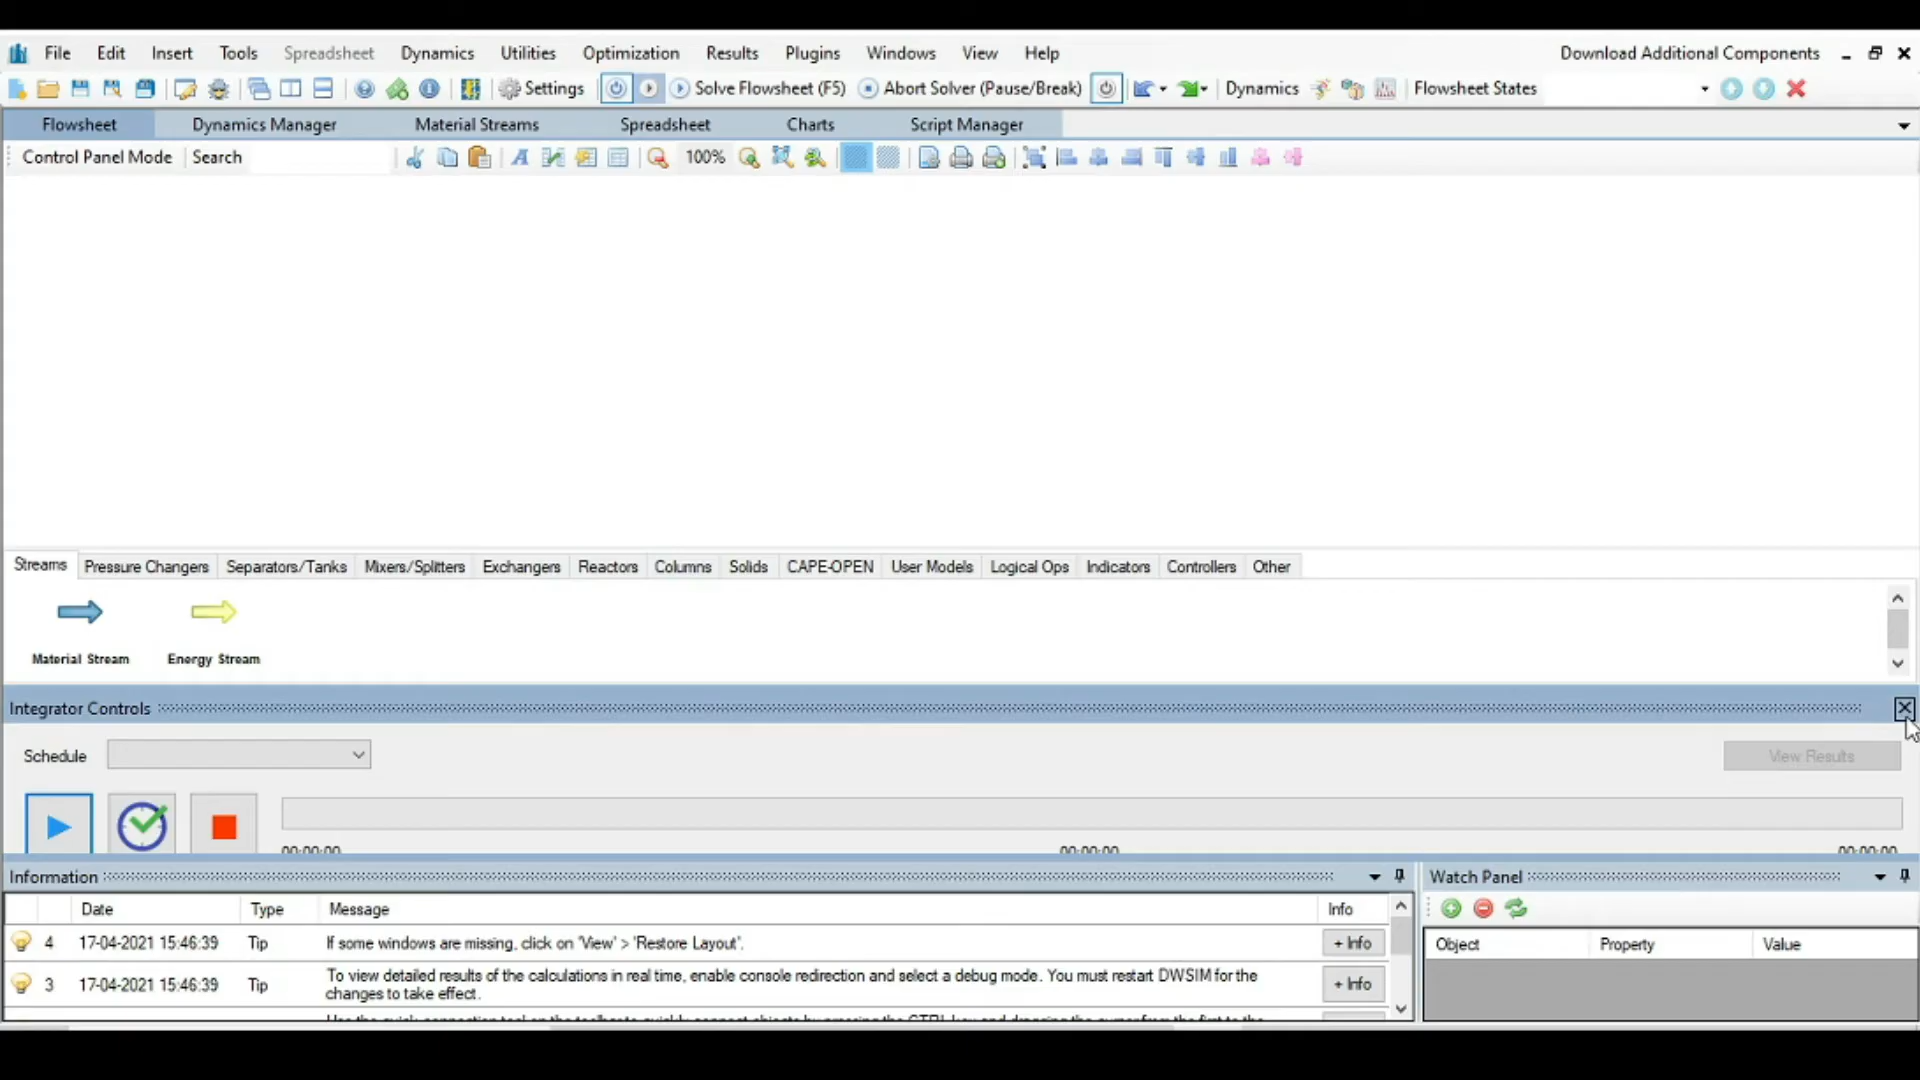 File Edit Insert Tools Spreadsheet Dynamics Utilities Optimization Results Plugins Windows View Help Download Additional Components
Settings Solve Flowsheet (F5) Abort Solver (Pause/Break) Dynamics Flowsheet States
Flowsheet Dynamics Manager Material Streams Spreadsheet Charts Script Manager
Control Panel Mode Search 100%
Streams Pressure Changers Separators/Tanks Mixers/Splitters Exchangers Reactors Columns Solids CAPE-OPEN User Models Logical Ops Indicators Controllers Other
Material Stream Energy Stream
Integrator Controls
Schedule View Results
00:00:00 00:00:00 00:00:00
Information Watch Panel
Date Type Message Info
Object Property Value
4 17-04-2021 15:46:39 Tip If some windows are missing, click on 'View' > 'Restore Layout'. + Info
3 17-04-2021 15:46:39 Tip To view detailed results of the calculations in real time, enable console redirection and select a debug mode. You must restart DWSIM for the
changes to take effect. + Info